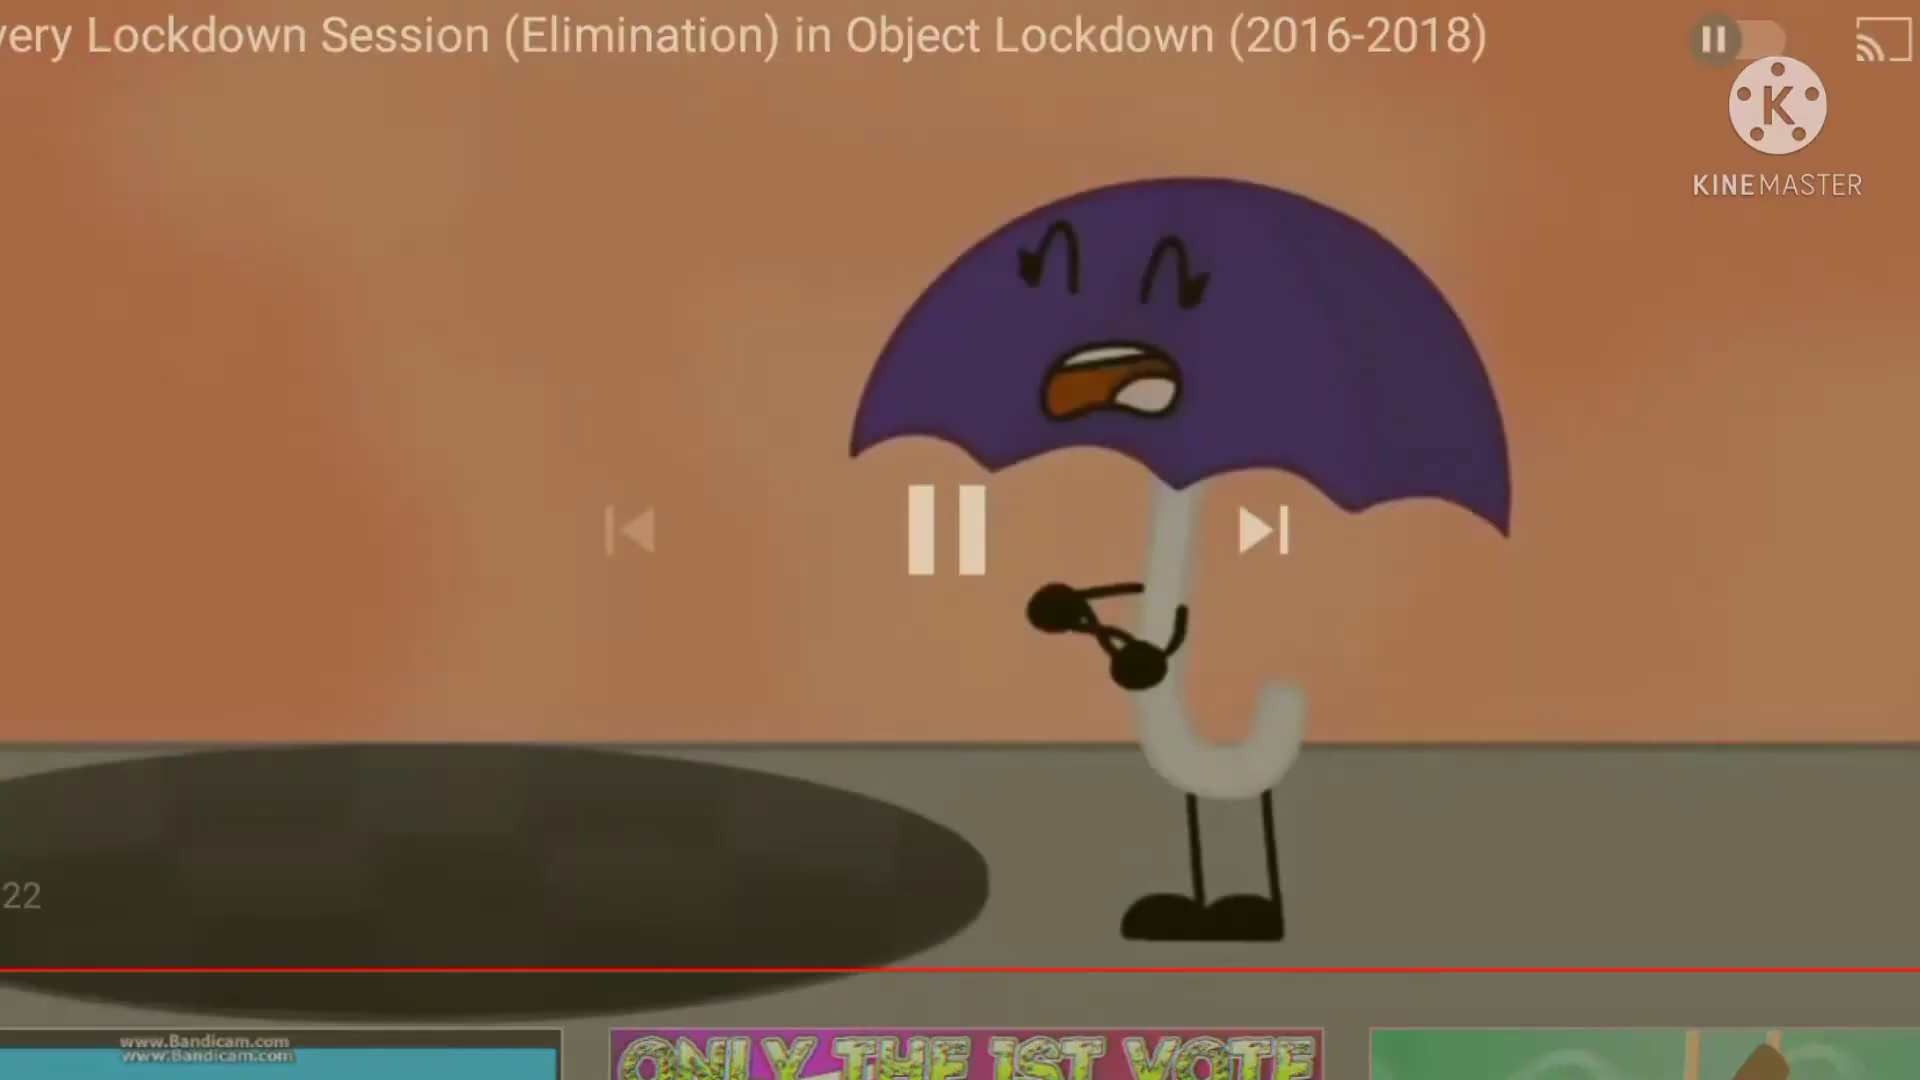 very Lockdown Session (Elimination) in Object Lockdown (2016-2018)
K
KINEMASTER
22
www.Bandicam.com
www.Bandicam.com
ONLY THE 1ST VOTE